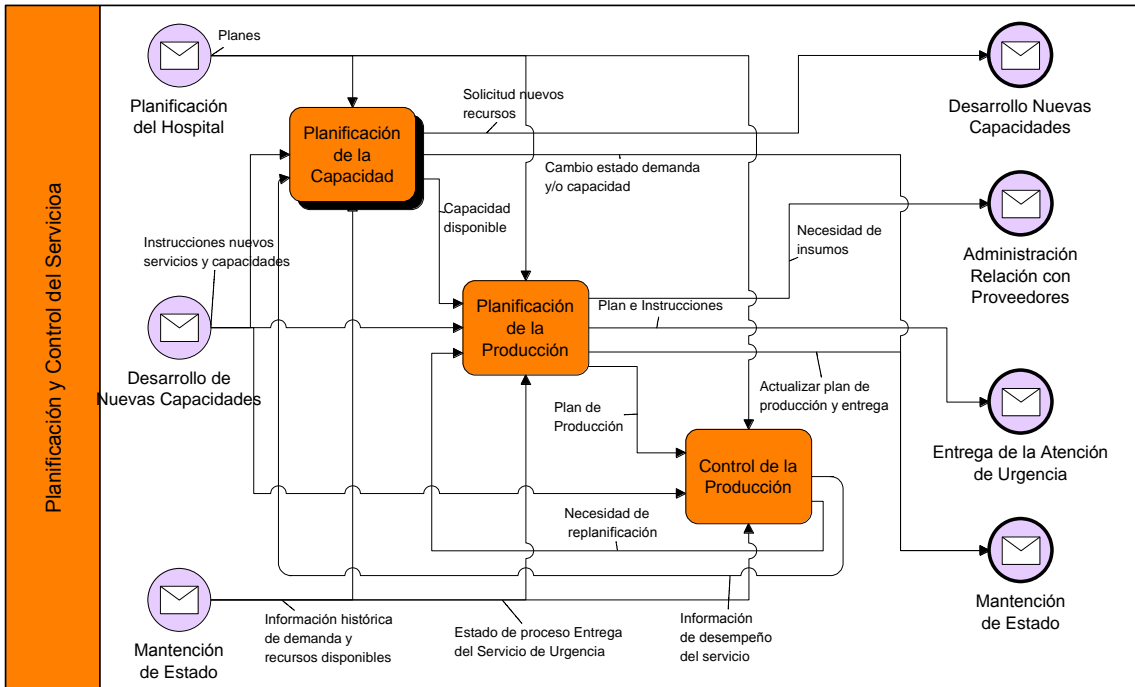 Planificación y Control del Servicioa
Planes
Planificación
del Hospital
Solicitud nuevos
recursos
Desarrollo Nuevas
Capacidades
Planificación
de la
Capacidad
Cambio estado demanda
y/o capacidad
Capacidad
disponible
Instrucciones nuevos
servicios y capacidades
Necesidad de
insumos
Administración
Relación con
Proveedores
Planificación
de la
Producción
Plan e Instrucciones
Desarrollo de
Nuevas Capacidades
Actualizar plan de
producción y entrega
Plan de
Producción
Entrega de la Atención
de Urgencia
Control de la
Producción
Necesidad de
replanificación
Mantención
de Estado
Información histórica
de demanda y
recursos disponibles
Estado de proceso Entrega
del Servicio de Urgencia
Información
de desempeño
del servicio
Mantención
de Estado